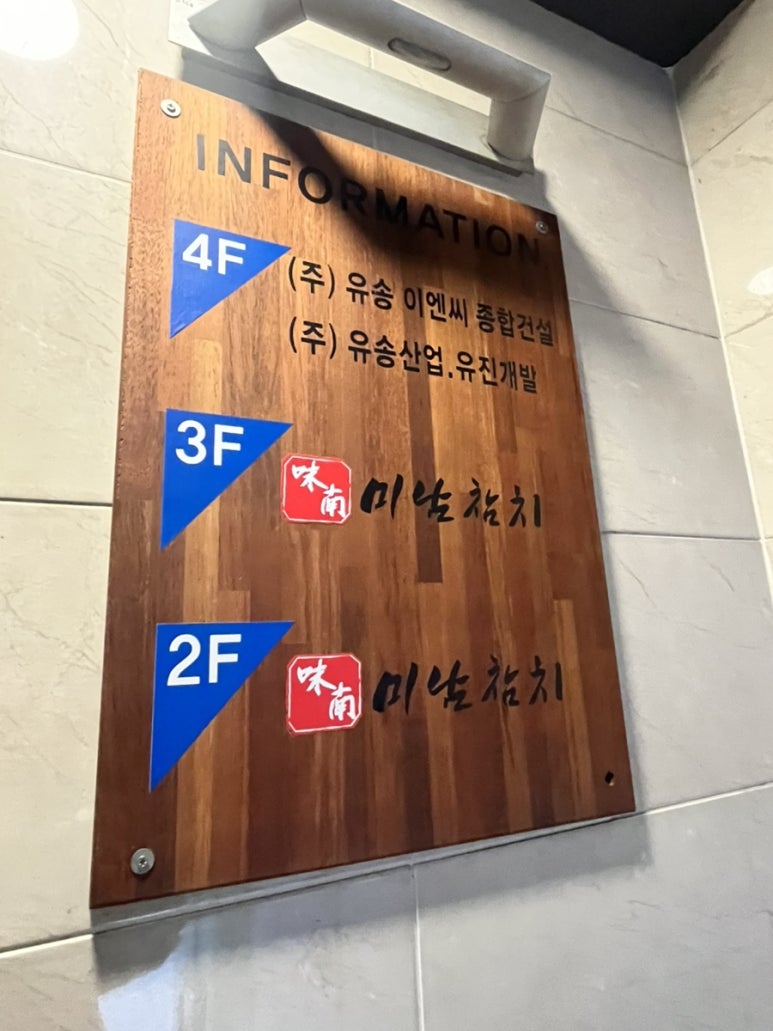 INFORMATION
4F
(주) 유송 이엔씨 종합건설
(주) 유송산업.유진개발
3F
味南 미남참치
2F
味南 미남참치